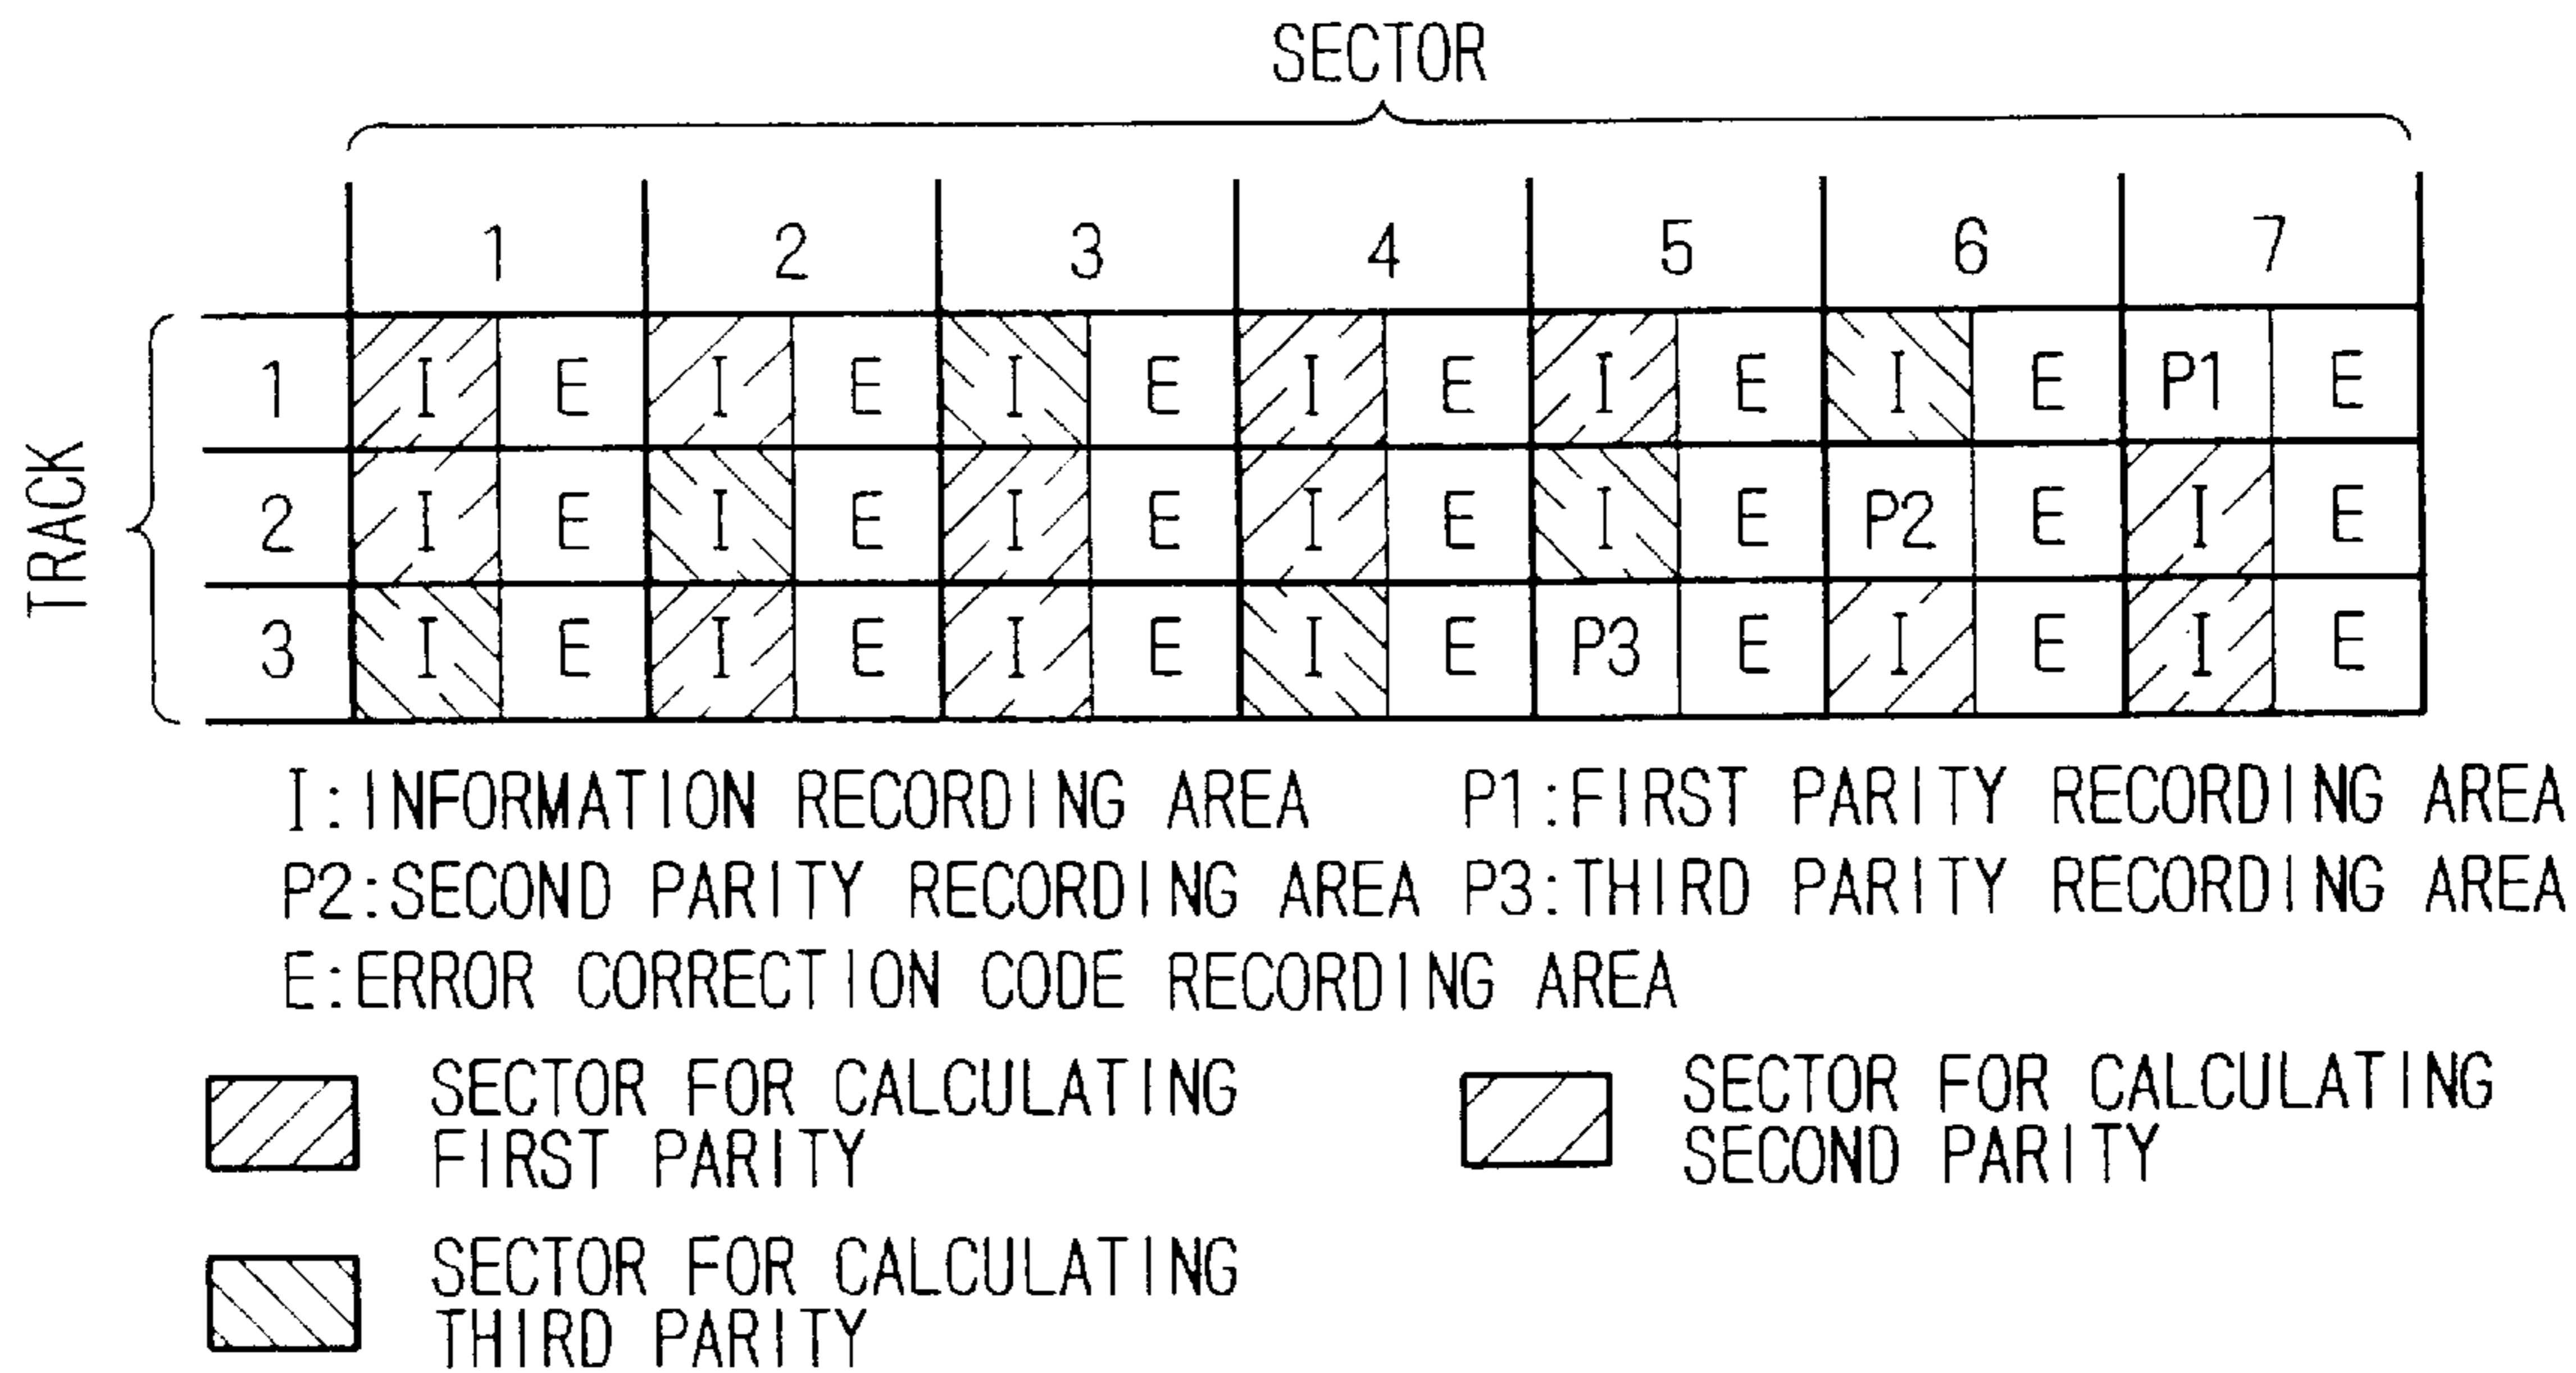 SECTOR
1 2 3 4 5 6 7
TRACK
1 I E I E I E I E I E I E P1 E
2 I E I E I E I E I E P2 E I E
3 I E I E I E I E P3 E I E I E
I:INFORMATION RECORDING AREA P1:FIRST PARITY RECORDING AREA
P2:SECOND PARITY RECORDING AREA P3:THIRD PARITY RECORDING AREA
E:ERROR CORRECTION CODE RECORDING AREA
SECTOR FOR CALCULATING
FIRST PARITY
SECTOR FOR CALCULATING
SECOND PARITY
SECTOR FOR CALCULATING
THIRD PARITY